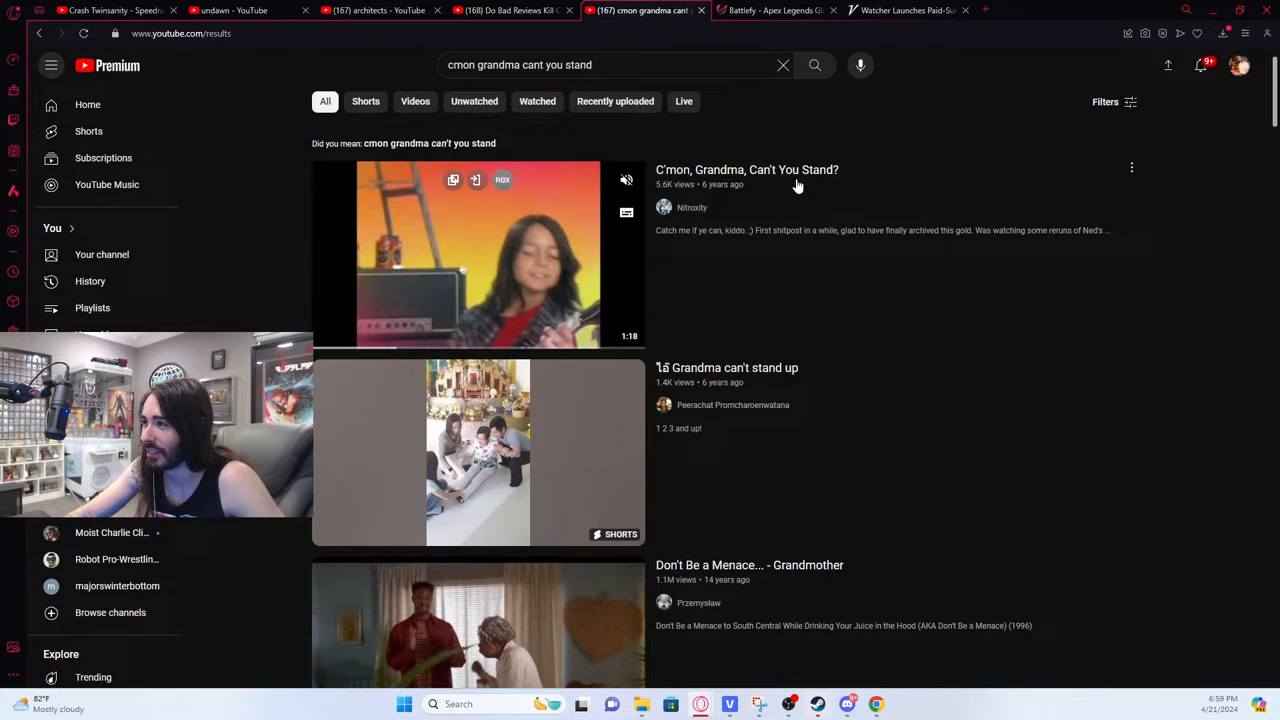 Crash Twinsanity - Speedru
undawn - YouTube
(167) architects - YouTube
(168) Do Bad Reviews Kill C
(167) cmon grandma cant y
Battlefy - Apex Legends Gl
Watcher Launches Paid-Su
www.youtube.com/results
Premium
cmon grandma cant you stand
9+
All
Shorts
Videos
Unwatched
Watched
Recently uploaded
Live
Filters
Home
Shorts
Subscriptions
YouTube Music
You
Your channel
History
Playlists
Moist Charlie Cli...
Robot Pro-Wrestlin...
m
majorswinterbottom
Browse channels
Explore
Trending
Did you mean: cmon grandma can't you stand
RGX
1:18
C'mon, Grandma, Can't You Stand?
5.6K views • 6 years ago
Nitroxity
Catch me if ye can, kiddo. ;) First shitpost in a while, glad to have finally archived this gold. Was watching some reruns of Ned's ...
SHORTS
Grandma can't stand up
1.4K views • 6 years ago
Peerachat Promcharoenwatana
1 2 3 and up!
Don't Be a Menace... - Grandmother
1.1M views • 14 years ago
Przemysław
Don't Be a Menace to South Central While Drinking Your Juice in the Hood (AKA Don't Be a Menace) (1996)
82°F
Mostly cloudy
Search
6:59 PM
4/21/2024